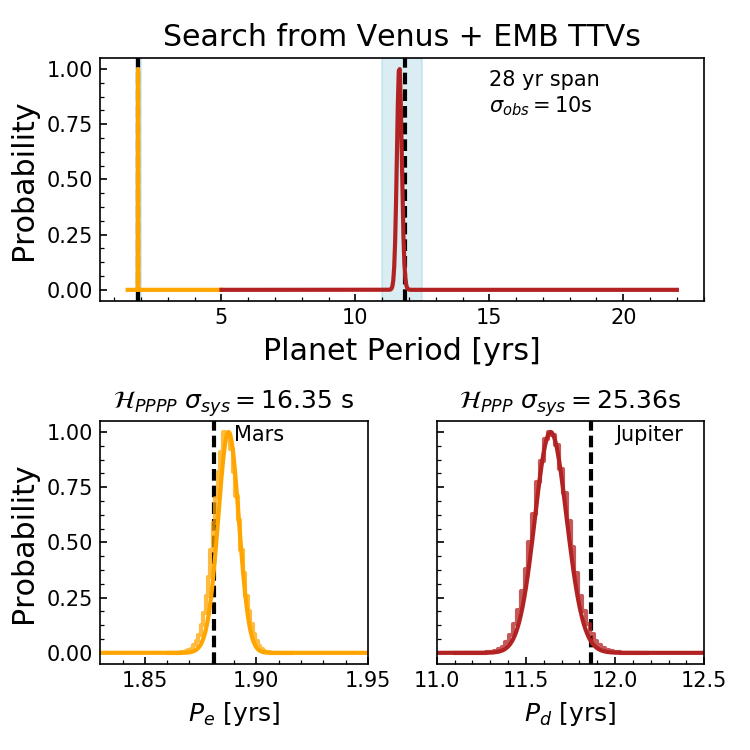 Search from Venus + EMB TTVs
1.00
0.75
0.50
0.25
0.00
Probability
28 yr span
σ_obs = 10s
5 10 15 20
Planet Period [yrs]
ℋ_PPPP σ_sys = 16.35 s
1.00
0.75
0.50
0.25
0.00
Probability
Mars
1.85 1.90 1.95
P_e [yrs]
ℋ_PPP σ_sys = 25.36s
Jupiter
11.0 11.5 12.0 12.5
P_d [yrs]